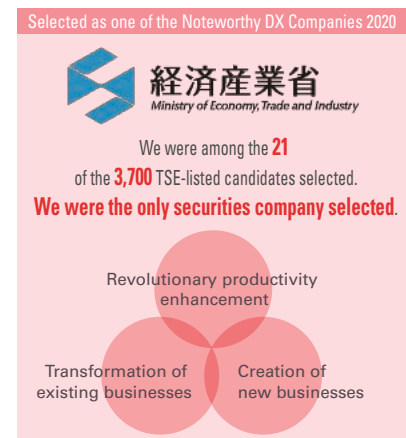 Selected as one of the Noteworthy DX Companies 2020
経済産業省
Ministry of Economy, Trade and Industry
We were among the 21
of the 3,700 TSE-listed candidates selected.
We were the only securities company selected.
Revolutionary productivity
enhancement
Transformation of
existing businesses
Creation of
new businesses